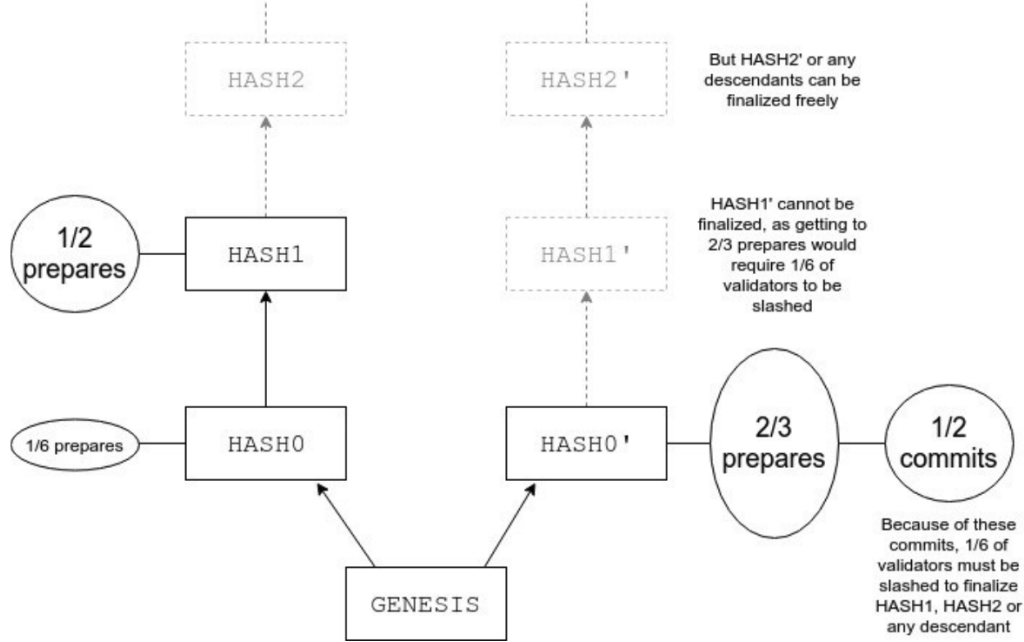 HASH2
HASH2'
But HASH2' or any
descendants can be
finalized freely
1/2
prepares
HASH1
HASH1'
HASH1' cannot be
finalized, as getting to
2/3 prepares would
require 1/6 of
validators to be
slashed
1/6 prepares
HASH0
HASH0'
2/3
prepares
1/2
commits
Because of these
commits, 1/6 of
validators must be
slashed to finalize
HASH1, HASH2 or
any descendant
GENESIS